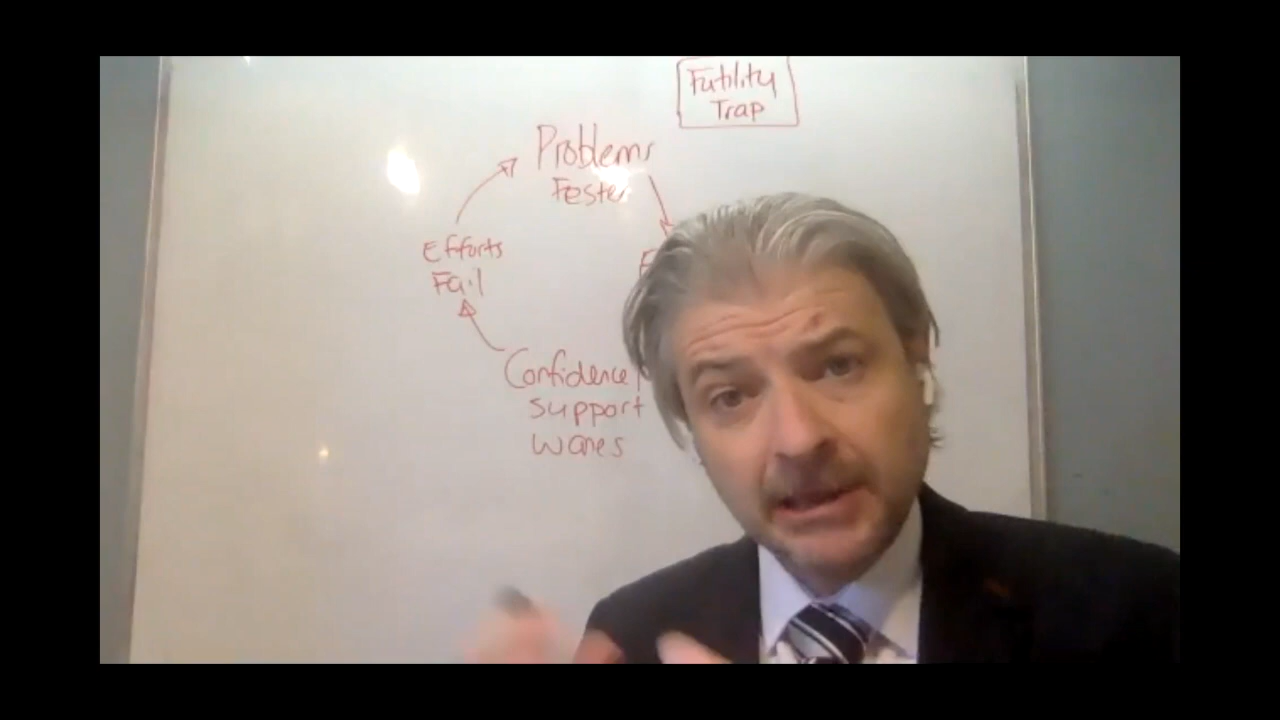 Futility
Trap
Problems
Fester
Efforts
Fail
Confidence
support
wanes